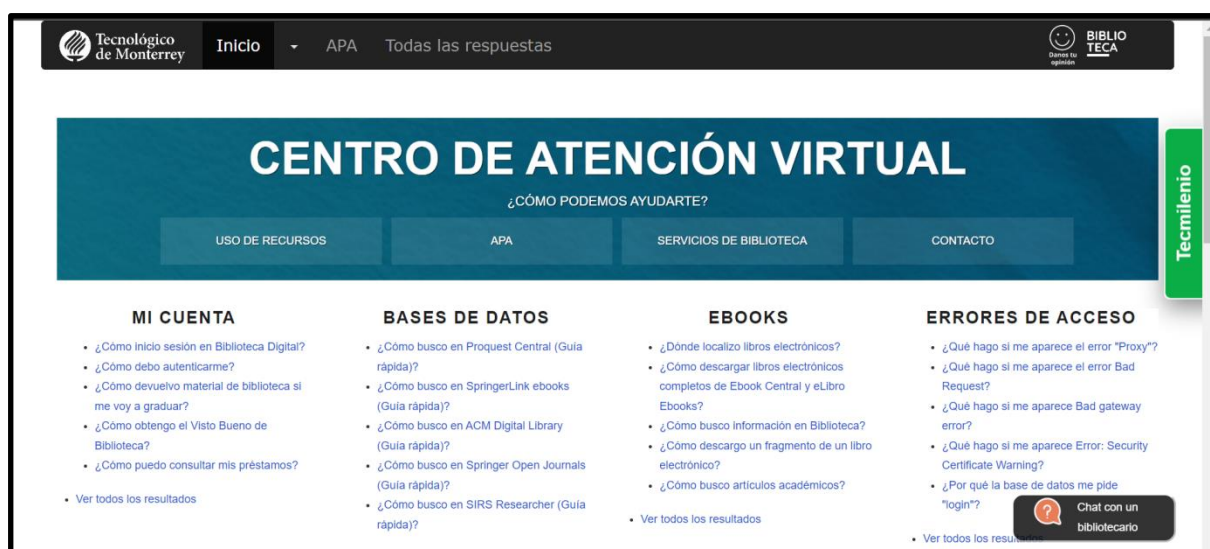 Tecnológico
de Monterrey
Inicio
APA
Todas las respuestas
Danos tu
opinión
BIBLIO
TECA
CENTRO DE ATENCIÓN VIRTUAL
¿CÓMO PODEMOS AYUDARTE?
USO DE RECURSOS
APA
SERVICIOS DE BIBLIOTECA
CONTACTO
Tecmilenio
MI CUENTA
¿Cómo inicio sesión en Biblioteca Digital?
¿Cómo debo autenticarme?
¿Cómo devuelvo material de biblioteca si
me voy a graduar?
¿Cómo obtengo el Visto Bueno de
Biblioteca?
¿Cómo puedo consultar mis préstamos?
Ver todos los resultados
BASES DE DATOS
¿Cómo busco en Proquest Central (Guía
rápida)?
¿Cómo busco en SpringerLink ebooks
(Guía rápida)?
¿Cómo busco en ACM Digital Library
(Guía rápida)?
¿Cómo busco en Springer Open Journals
(Guía rápida)?
¿Cómo busco en SIRS Researcher (Guía
rápida)?
EBOOKS
¿Dónde localizo libros electrónicos?
¿Cómo descargar libros electrónicos
completos de Ebook Central y eLibro
Ebooks?
¿Cómo busco información en Biblioteca?
¿Cómo descargo un fragmento de un libro
electrónico?
¿Cómo busco artículos académicos?
Ver todos los resultados
ERRORES DE ACCESO
¿Qué hago si me aparece el error "Proxy"?
¿Qué hago si me aparece el error Bad
Request?
¿Qué hago si me aparece Bad gateway
error?
¿Qué hago si me aparece Error: Security
Certificate Warning?
¿Por qué la base de datos me pide
"login"?
Ver todos los
Chat con un
bibliotecario